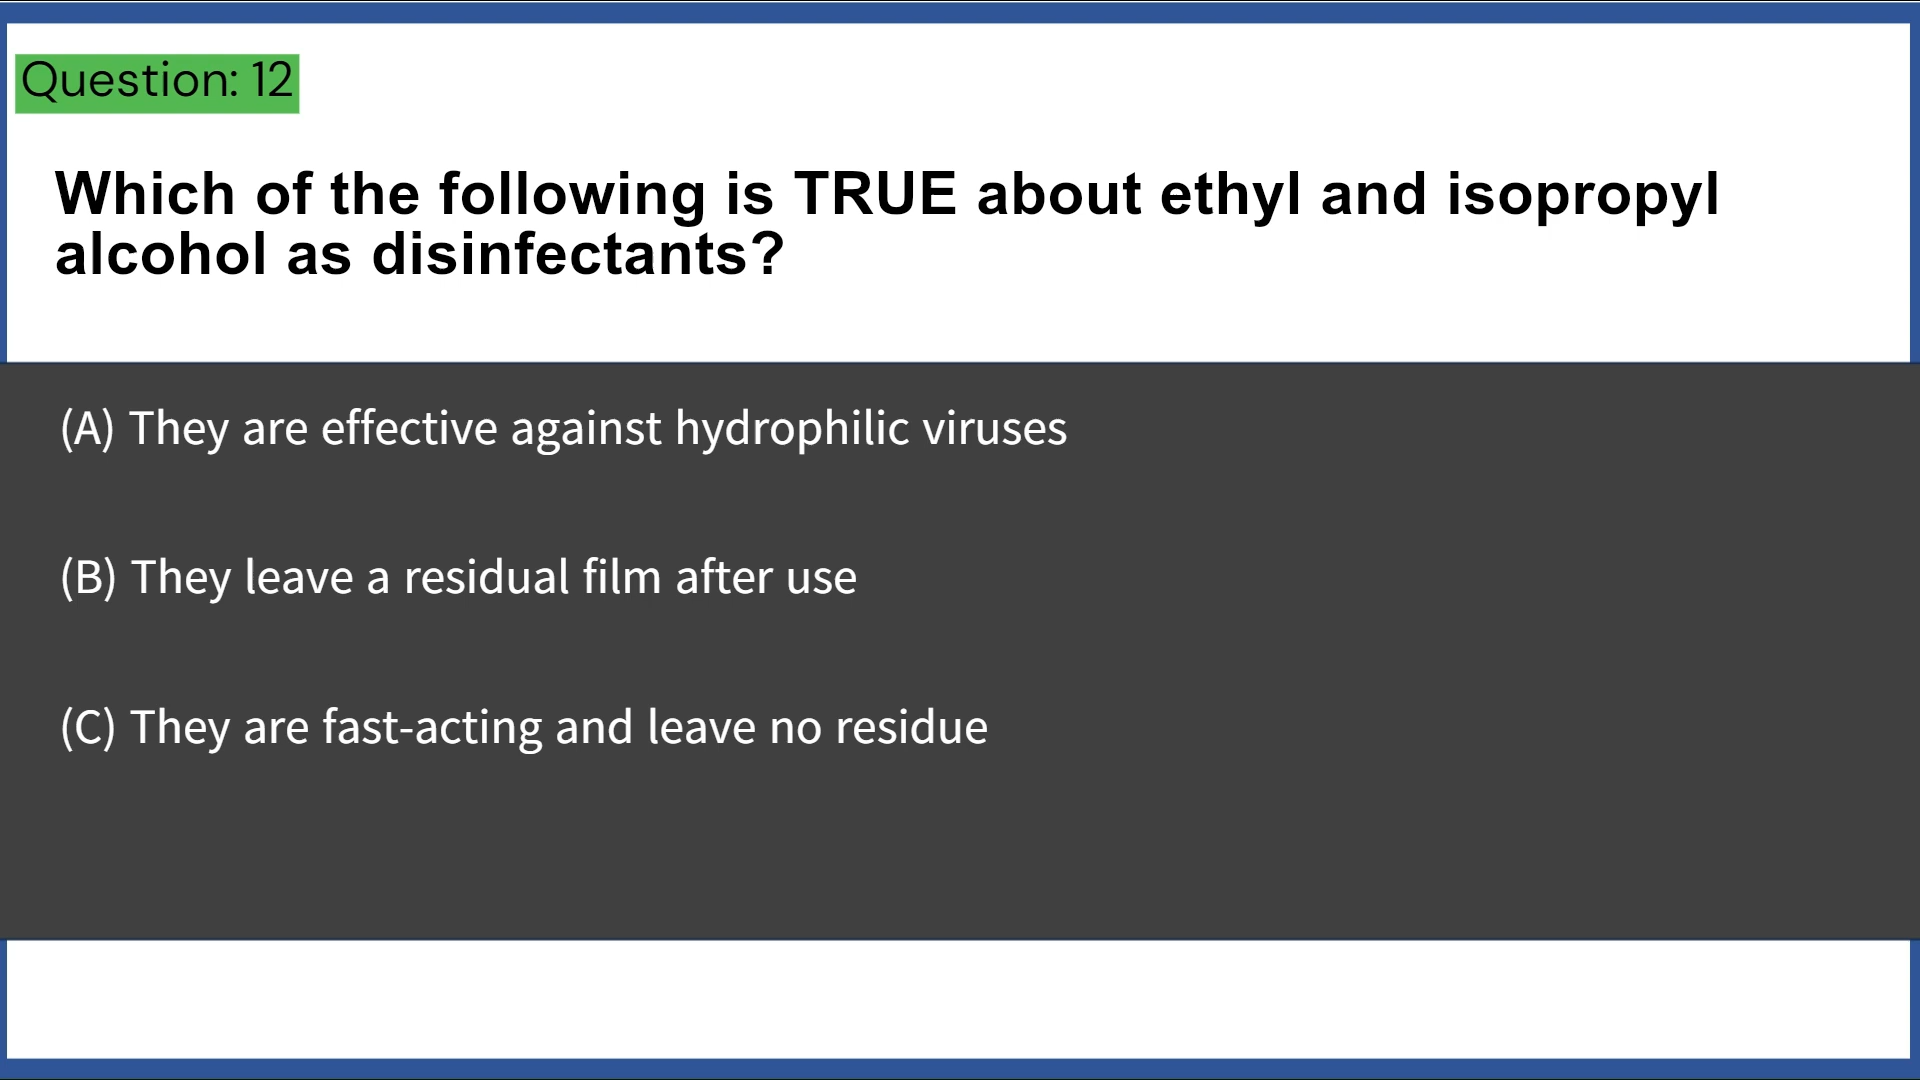 Question: 12
Which of the following is TRUE about ethyl and isopropyl
alcohol as disinfectants?
(A) They are effective against hydrophilic viruses
(B) They leave a residual film after use
(C) They are fast-acting and leave no residue